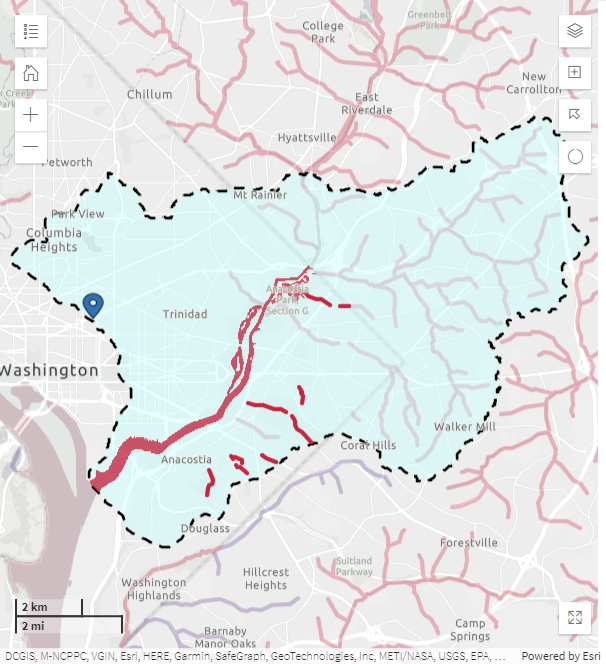 College
Park
Greenbelt
Park
New
Carrollton
Chillum
East
Riverdale
Hyattsville
Petworth
Mt Rainier
Park View
Columbia
Heights
Anacostia
Park
Section G
Trinidad
Washington
Walker Mill
Coral Hills
Anacostia
Douglass
Forestville
Suitland
Parkway
Hillcrest
Heights
Washington
Highlands
2 km
2 mi
Camp
Springs
Barnaby
Manor Oaks
DCGIS, M-NCPPC, VGIN, Esri, HERE, Garmin, SafeGraph, GeoTechnologies, Inc, METI/NASA, USGS, EPA, … Powered by Esri